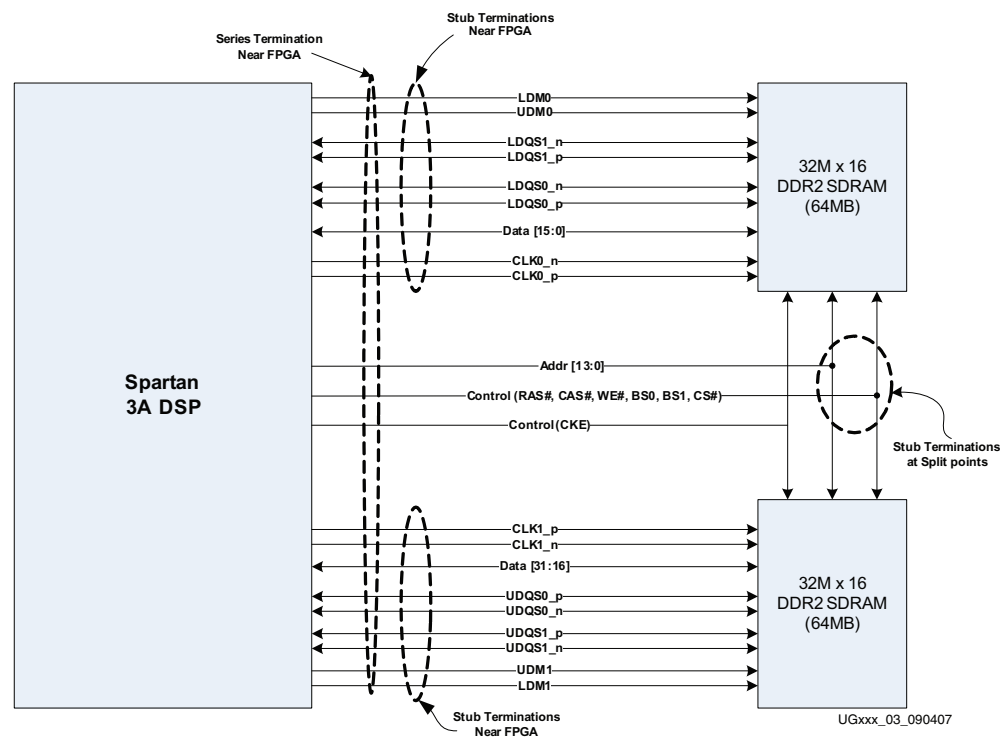 Stub Terminations
Near FPGA
Series Termination
Near FPGA
LDM0
UDM0
LDQS1_n
LDQS1_p
LDQS0_n
LDQS0_p
Data [15:0]
CLK0_n
CLK0_p
32M x 16
DDR2 SDRAM
(64MB)
Spartan
3A DSP
Addr [13:0]
Control (RAS#, CAS#, WE#, BS0, BS1, CS#)
Control (CKE)
Stub Terminations
at Split points
CLK1_p
CLK1_n
Data [31:16]
UDQS0_p
UDQS0_n
UDQS1_p
UDQS1_n
UDM1
LDM1
32M x 16
DDR2 SDRAM
(64MB)
Stub Terminations
Near FPGA
UGxxx_03_090407